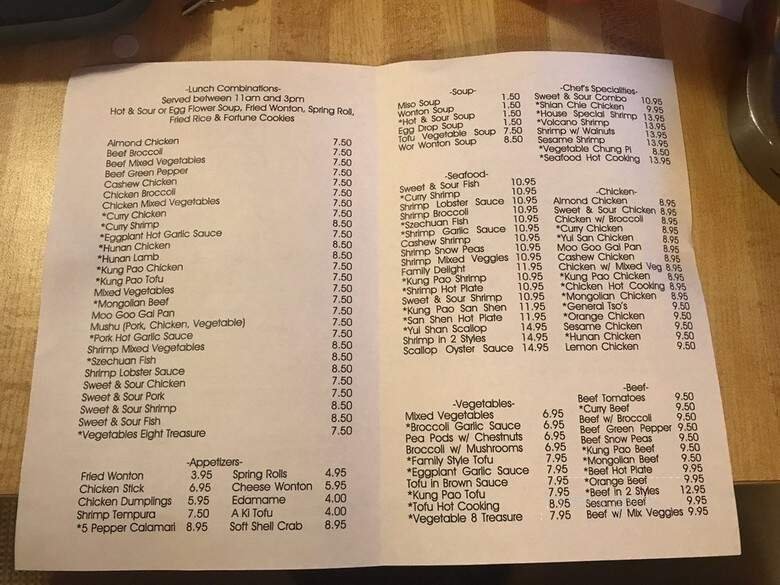 -Lunch Combinations-
Served between 11am and 3pm
Hot & Sour or Egg Flower Soup, Fried Wonton, Spring Roll,
Fried Rice & Fortune Cookies
Almond Chicken 7.50
Beef Broccoli 7.50
Beef Mixed Vegetables 7.50
Beef Green Pepper 7.50
Cashew Chicken 7.50
Chicken Broccoli 7.50
Chicken Mixed Vegetables 7.50
*Curry Chicken 7.50
*Curry Shrimp 8.50
*Eggplant Hot Garlic Sauce 7.50
*Hunan Chicken 7.50
*Hunan Lamb 8.50
*Kung Pao Chicken 7.50
*Kung Pao Tofu 7.50
Mixed Vegetables 7.50
*Mongolian Beef 7.50
Moo Goo Gai Pan 7.50
Mushu (Pork, Chicken, Vegetable) 7.50
*Pork Hot Garlic Sauce 7.50
Shrimp Mixed Vegetables 8.50
*Szechuan Fish 8.50
Shrimp Lobster Sauce 8.50
Sweet & Sour Chicken 7.50
Sweet & Sour Pork 7.50
Sweet & Sour Shrimp 8.50
Sweet & Sour Fish 8.50
*Vegetables Eight Treasure 7.50
-Appetizers-
Fried Wonton 3.95 Spring Rolls 4.95
Chicken Stick 6.95 Cheese Wonton 5.95
Chicken Dumplings 5.95 Edamame 4.00
Shrimp Tempura 7.50 A Ki Tofu 4.00
*5 Pepper Calamari 8.95 Soft Shell Crab 8.95
-Soup-
Miso Soup 1.50
Wonton Soup 1.50
*Hot & Sour Soup 1.50
Egg Drop Soup 1.50
Tofu Vegetable Soup 7.50
Wor Wonton Soup 8.50
-Chef's Specialities-
Sweet & Sour Combo 10.95
*Shian Chie Chicken 9.95
*House Special Shrimp 13.95
*Volcano Shrimp 13.95
Shrimp w/ Walnuts 13.95
Sesame Shrimp 13.95
*Vegetable Chung Pi 8.50
*Seafood Hot Cooking 13.95
-Seafood-
Sweet & Sour Fish 10.95
*Curry Shrimp 10.95
Shrimp Lobster Sauce 10.95
Shrimp Broccoli 10.95
*Szechuan Fish 10.95
*Shrimp Garlic Sauce 10.95
Cashew Shrimp 10.95
Shrimp Snow Peas 10.95
Shrimp Mixed Veggies 10.95
Family Delight 11.95
*Kung Pao Shrimp 10.95
*Shrimp Hot Plate 10.95
Sweet & Sour Shrimp 10.95
*Kung Pao San Shen 11.95
*San Shen Hot Plate 11.95
*Yui Shan Scallop 14.95
Shrimp in 2 Styles 14.95
Scallop Oyster Sauce 14.95
-Chicken-
Almond Chicken 8.95
Sweet & Sour Chicken 8.95
Chicken w/ Broccoli 8.95
*Curry Chicken 8.95
*Yui San Chicken 8.95
Moo Goo Gai Pan 8.95
Cashew Chicken 8.95
Chicken w/ Mixed Veg 8.95
*Kung Pao Chicken 8.95
*Chicken Hot Cooking 8.95
*Mongolian Chicken 8.95
*General Tso's 9.50
*Orange Chicken 9.50
Sesame Chicken 9.50
*Hunan Chicken 9.50
Lemon Chicken 9.50
-Vegetables-
Mixed Vegetables 6.95
*Broccoli Garlic Sauce 6.95
Pea Pods w/ Chestnuts 6.95
Broccoli w/ Mushrooms 6.95
*Family Style Tofu 7.95
*Eggplant Garlic Sauce 7.95
Tofu in Brown Sauce 7.95
*Kung Pao Tofu 7.95
*Tofu Hot Cooking 8.95
*Vegetable 8 Treasure 7.95
-Beef-
Beef Tomatoes 9.50
*Curry Beef 9.50
Beef w/ Broccoli 9.50
Beef Green Pepper 9.50
Beef Snow Peas 9.50
*Kung Pao Beef 9.50
*Mongolian Beef 9.50
*Beef Hot Plate 9.95
*Orange Beef 9.95
*Beef in 2 Styles 12.95
Sesame Beef 9.95
Beef w/ Mix Veggies 9.95